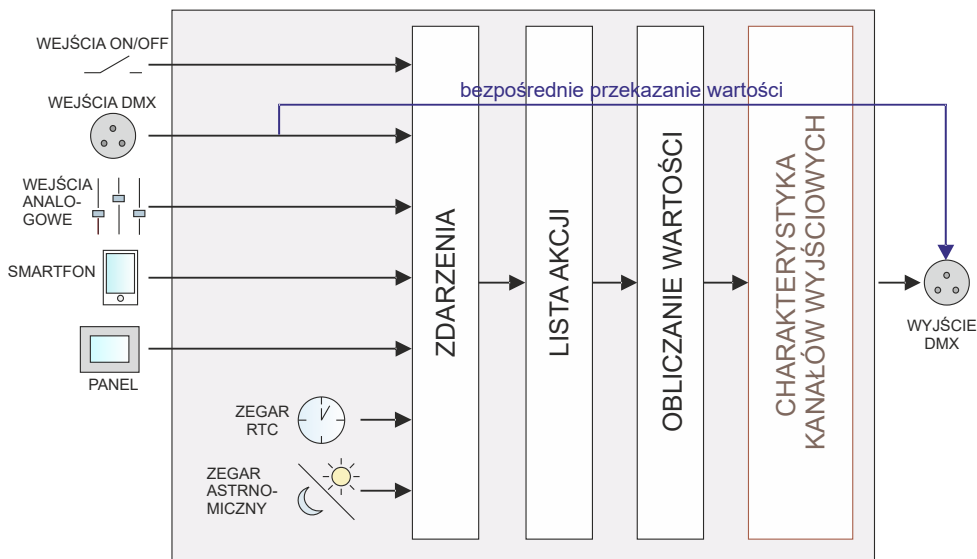 WEJŚCIA ON/OFF
WEJŚCIA DMX
WEJŚCIA
ANALO-
GOWE
SMARTFON
PANEL
ZEGAR
RTC
ZEGAR
ASTRNO-
MICZNY
bezpośrednie przekazanie wartości
ZDARZENIA
LISTA AKCJI
OBLICZANIE WARTOŚCI
CHARAKTERYSTYKA
KANAŁÓW WYJŚCIOWYCH
WYJŚCIE
DMX